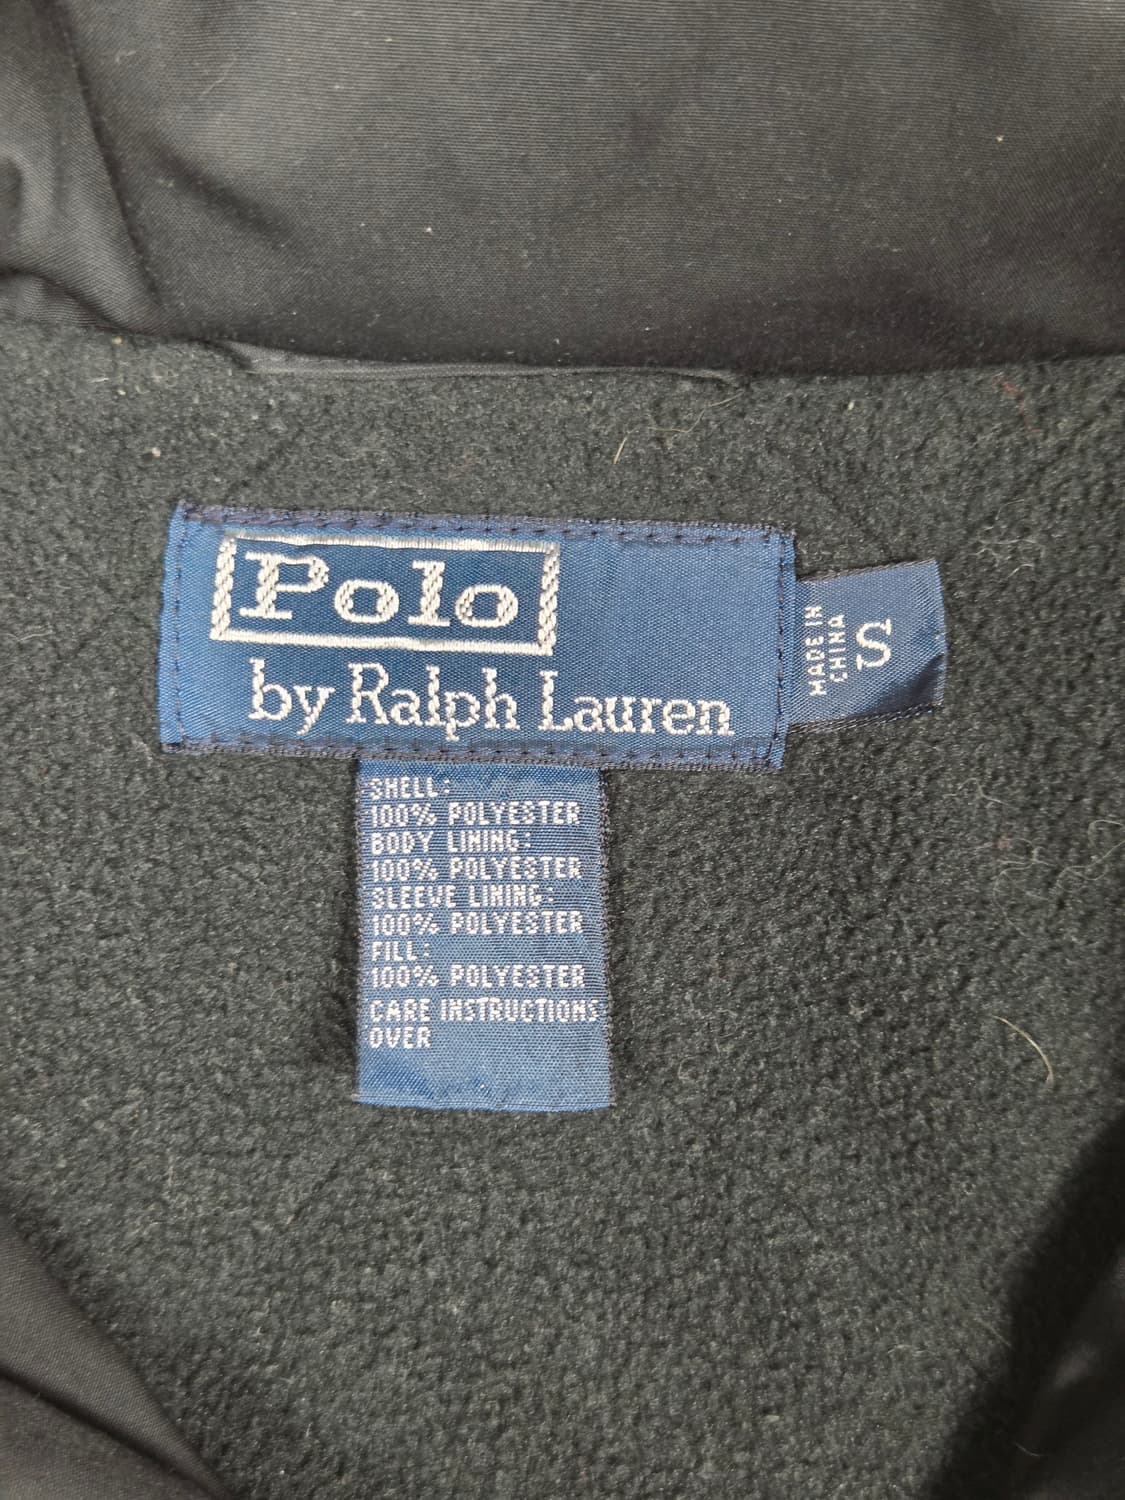 Polo
by Ralph Lauren
MADE IN
CHINA
S
SHELL:
100% POLYESTER
BODY LINING:
100% POLYESTER
SLEEVE LINING:
100% POLYESTER
FILL:
100% POLYESTER
CARE INSTRUCTIONS
OVER